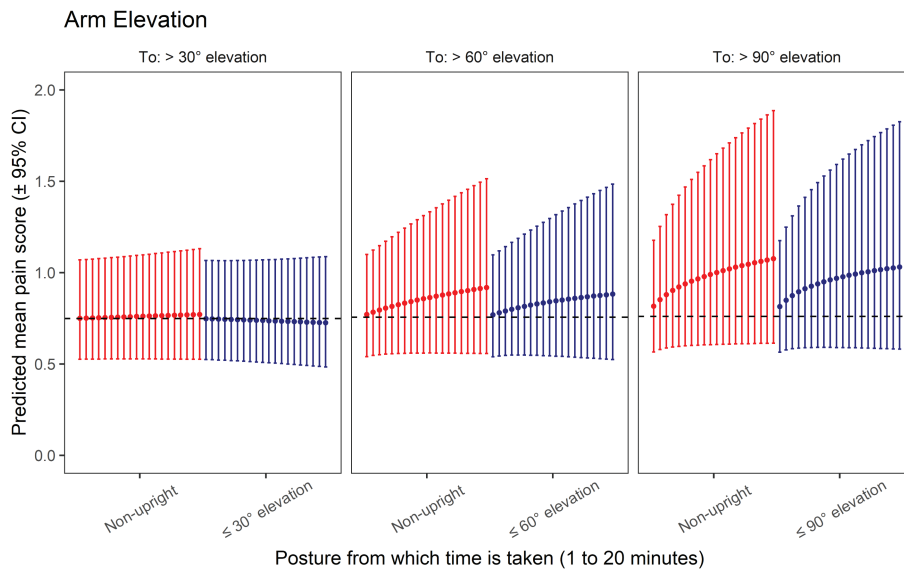 Arm Elevation
To: > 30° elevation
To: > 60° elevation
To: > 90° elevation
Predicted mean pain score (± 95% CI)
2.0
1.5
1.0
0.5
0.0
Non-upright
≤ 30° elevation
Non-upright
≤ 60° elevation
Non-upright
≤ 90° elevation
Posture from which time is taken (1 to 20 minutes)